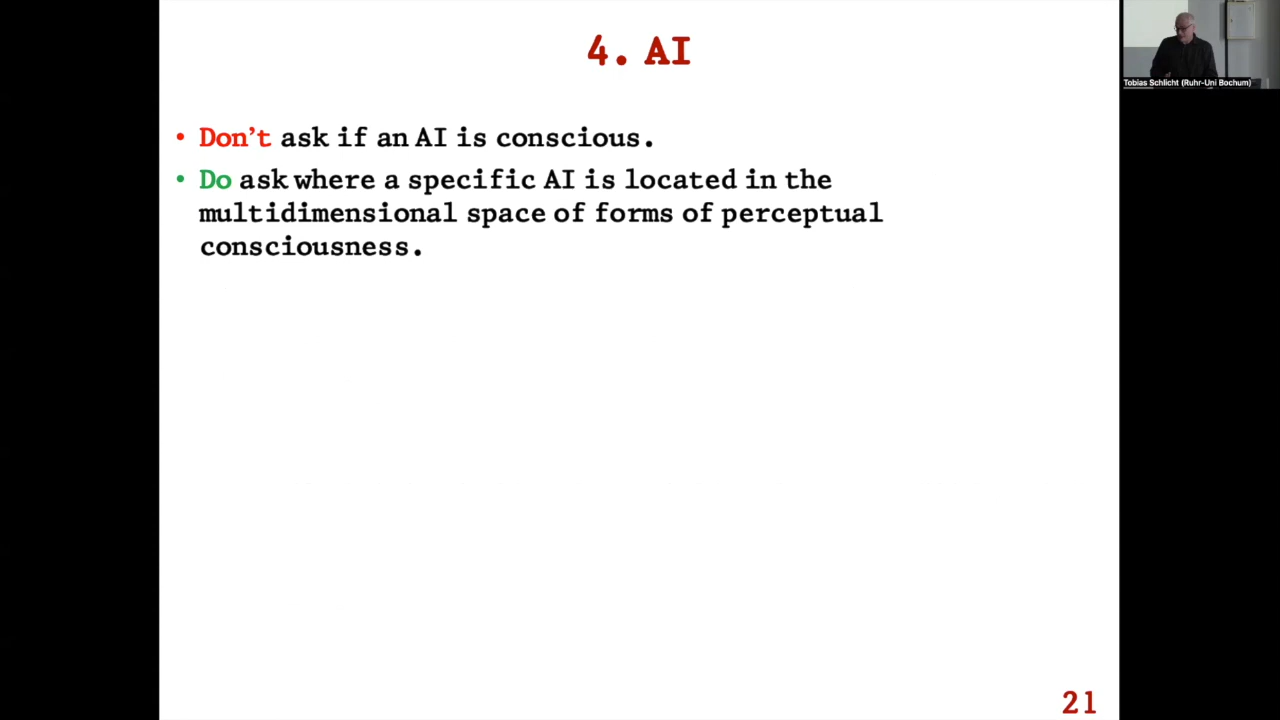 4. AI
• Don't ask if an AI is conscious.
• Do ask where a specific AI is located in the
multidimensional space of forms of perceptual
consciousness.
21
Tobias Schlicht (Ruhr-Uni Bochum)